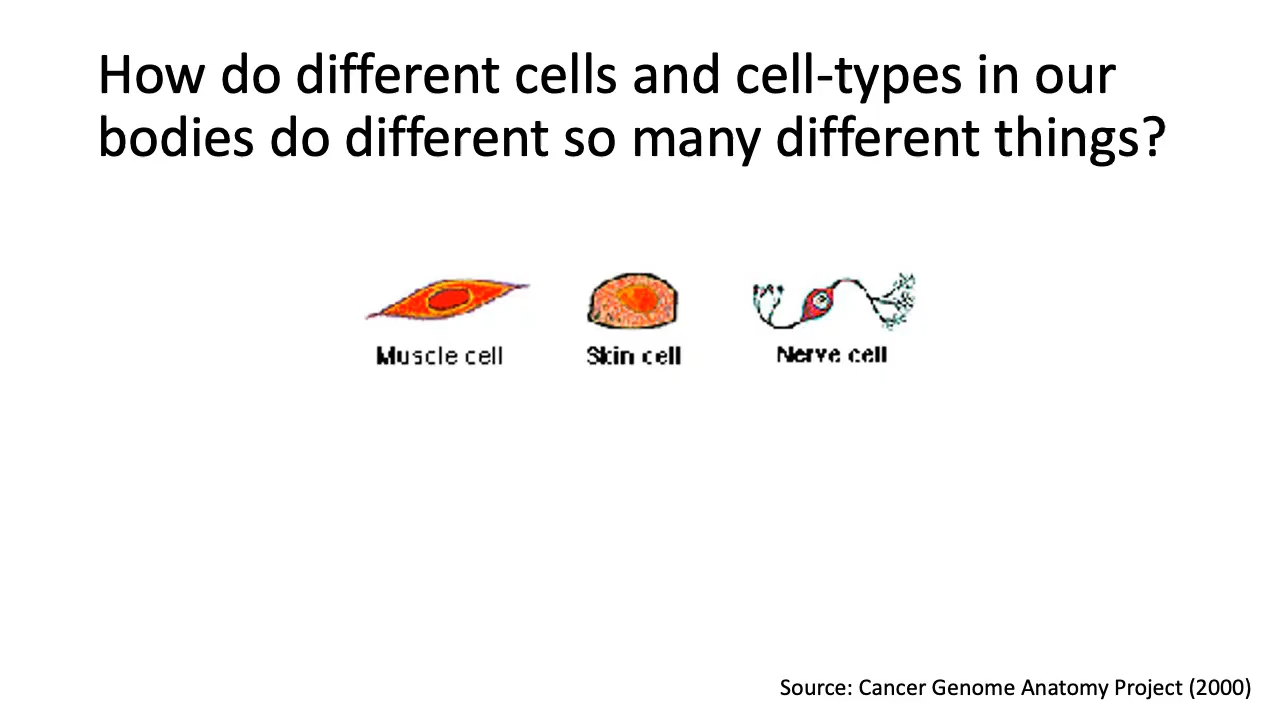 How do different cells and cell-types in our
bodies do different so many different things?
Muscle cell
Skin cell
Nerve cell
Source: Cancer Genome Anatomy Project (2000)